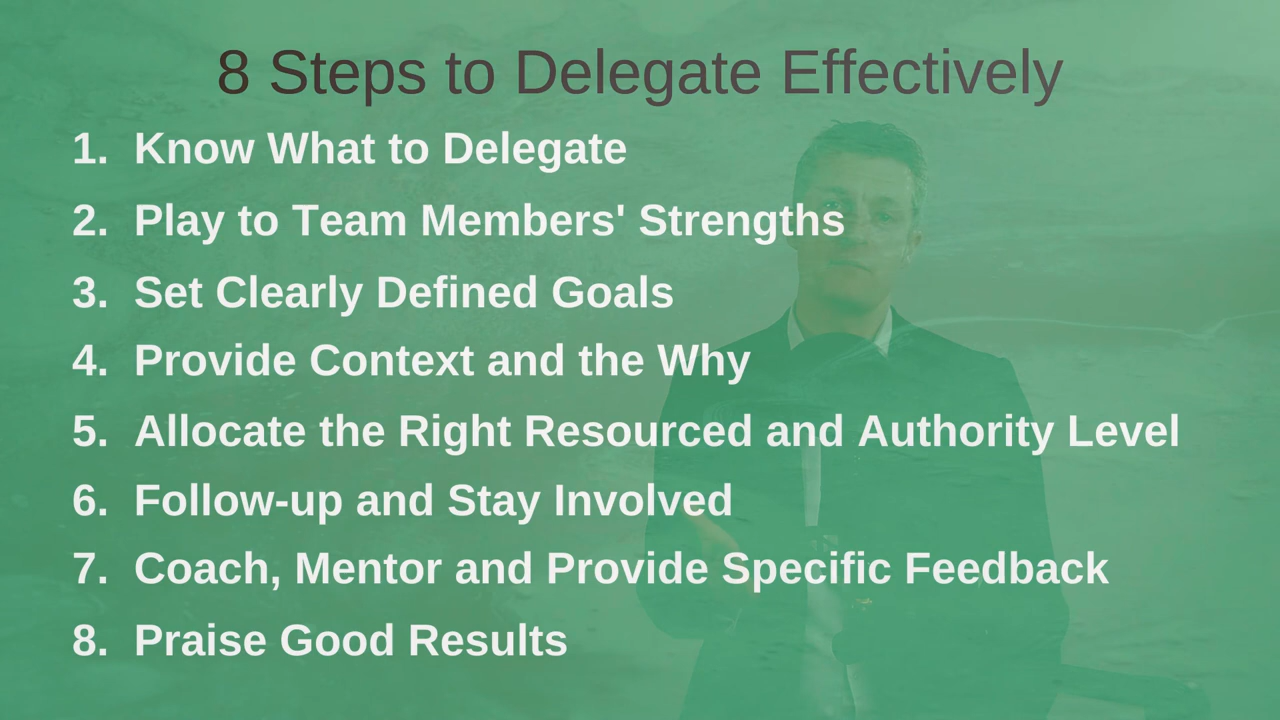 8 Steps to Delegate Effectively
1. Know What to Delegate
2. Play to Team Members' Strengths
3. Set Clearly Defined Goals
4. Provide Context and the Why
5. Allocate the Right Resourced and Authority Level
6. Follow-up and Stay Involved
7. Coach, Mentor and Provide Specific Feedback
8. Praise Good Results